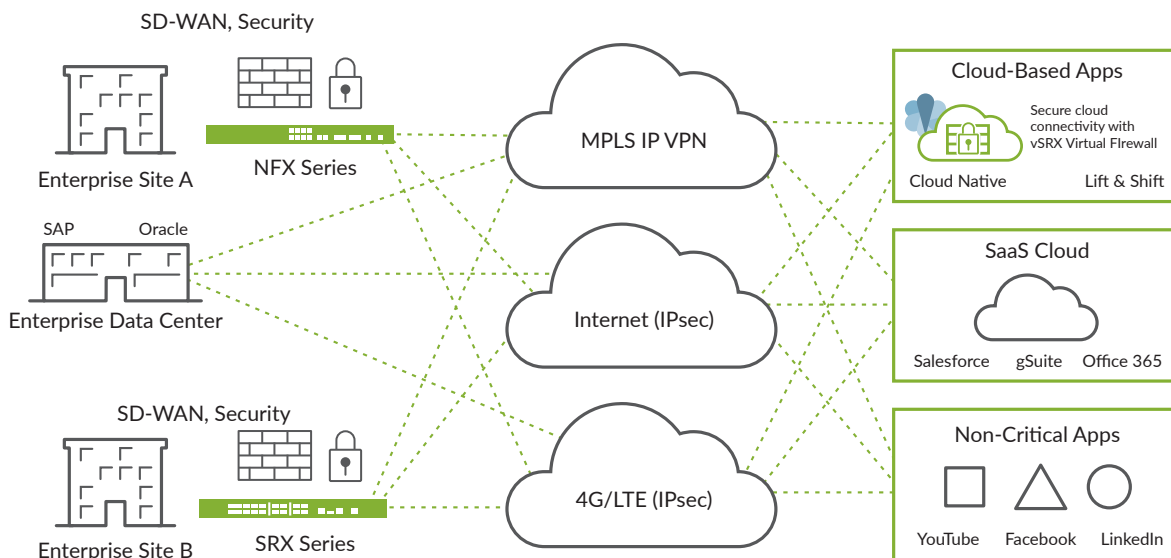 SD-WAN, Security
Enterprise Site A
NFX Series
SAP
Oracle
Enterprise Data Center
SD-WAN, Security
Enterprise Site B
SRX Series
MPLS IP VPN
Internet (IPsec)
4G/LTE (IPsec)
Cloud-Based Apps
Secure cloud
connectivity with
vSRX Virtual FIrewall
Cloud Native
Lift & Shift
SaaS Cloud
Salesforce
gSuite
Office 365
Non-Critical Apps
YouTube
Facebook
LinkedIn